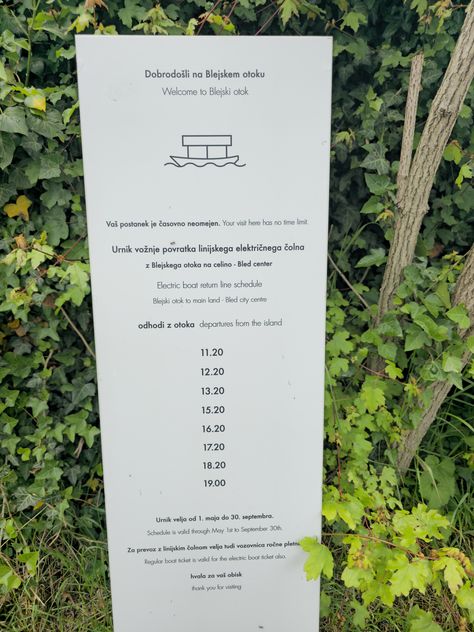 Dobrodošli na Blejskem otoku
Welcome to Blejski otok
Vaš postanek je časovno neomejen. Your visit here has no time limit.
Urnik vožnje povratka linijskega električnega čolna
z Blejskega otoka na celino - Bled center
Electric boat return line schedule
Blejski otok to main land - Bled city centre
odhodi z otoka departures from the island
11.20
12.20
13.20
15.20
16.20
17.20
18.20
19.00
Urnik velja od 1. maja do 30. septembra.
Schedule is valid through May 1st to September 30th.
Za prevoz z linijskim čolnom velja tudi vozovnica ročne pletn
Regular boat ticket is valid for the electric boat ticket also.
hvala za vaš obisk
thank you for visiting